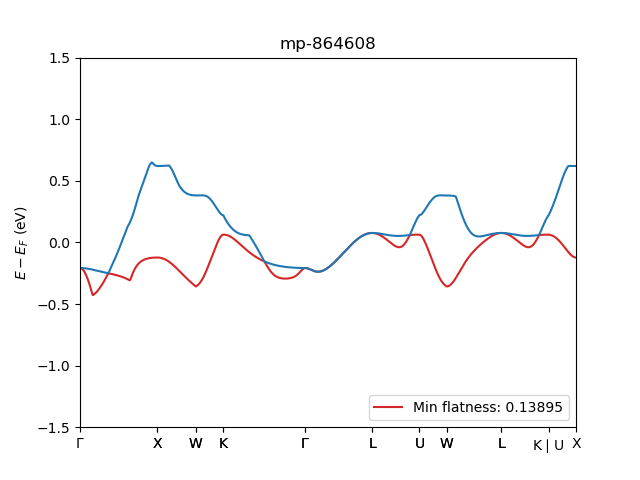 mp-864608
1.5
1.0
0.5
0.0
−0.5
−1.0
−1.5
E − E_F (eV)
Min flatness: 0.13895
Γ X W K Γ L U W L K | U X